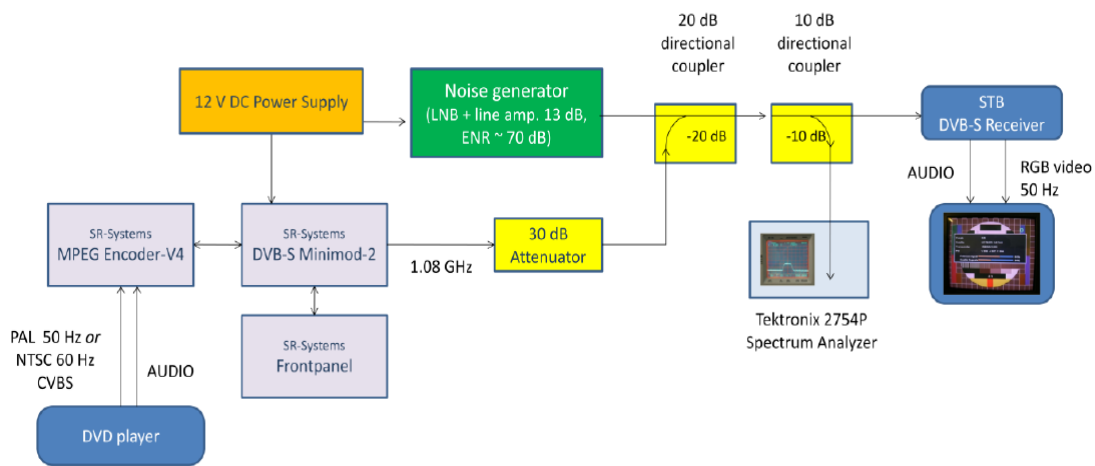 20 dB
directional
coupler
10 dB
directional
coupler
12 V DC Power Supply
Noise generator
(LNB + line amp. 13 dB,
ENR ~ 70 dB)
-20 dB
-10 dB
STB
DVB-S Receiver
AUDIO
RGB video
50 Hz
SR-Systems
MPEG Encoder-V4
SR-Systems
DVB-S Minimod-2
1.08 GHz
30 dB
Attenuator
Tektronix 2754P
Spectrum Analyzer
SR-Systems
Frontpanel
PAL 50 Hz or
NTSC 60 Hz
CVBS
AUDIO
DVD player